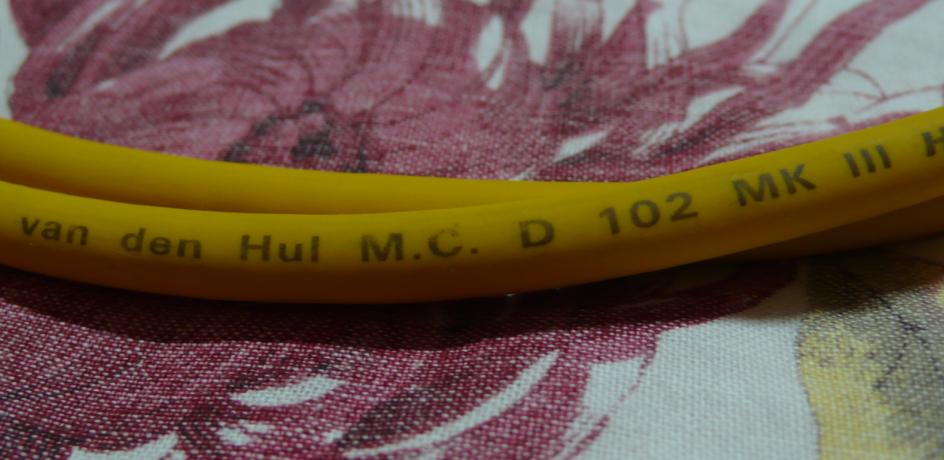 van den Hul M.C. D 102 MK III H